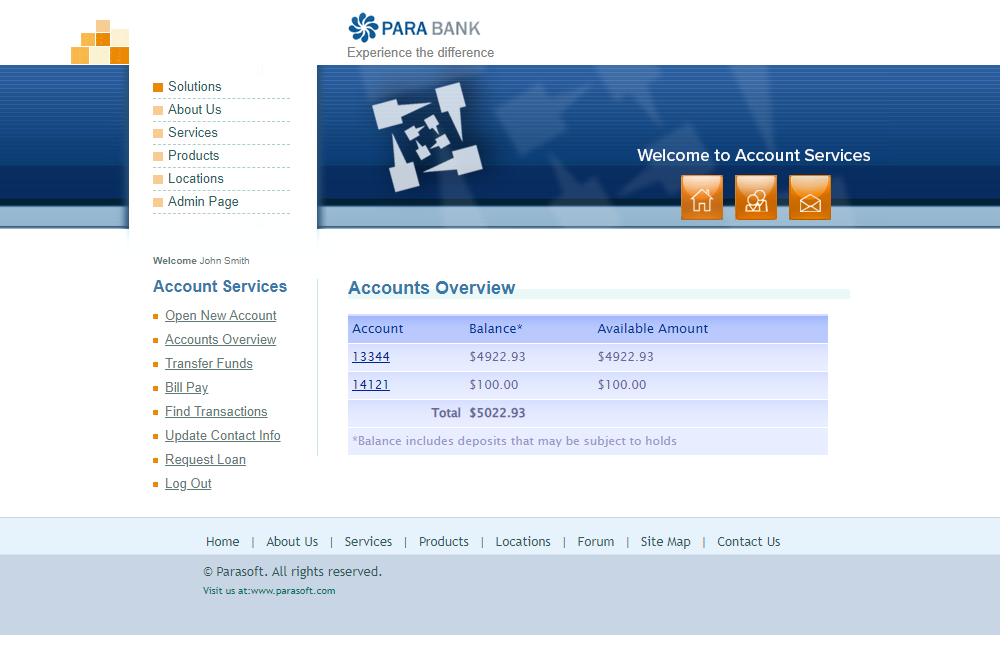 PARA BANK
Experience the difference
Solutions
About Us
Services
Products
Locations
Admin Page
Welcome to Account Services
Welcome John Smith
Account Services
Open New Account
Accounts Overview
Transfer Funds
Bill Pay
Find Transactions
Update Contact Info
Request Loan
Log Out
Accounts Overview
Account Balance* Available Amount
13344 $4922.93 $4922.93
14121 $100.00 $100.00
Total $5022.93
*Balance includes deposits that may be subject to holds
Home | About Us | Services | Products | Locations | Forum | Site Map | Contact Us
© Parasoft. All rights reserved.
Visit us at:www.parasoft.com